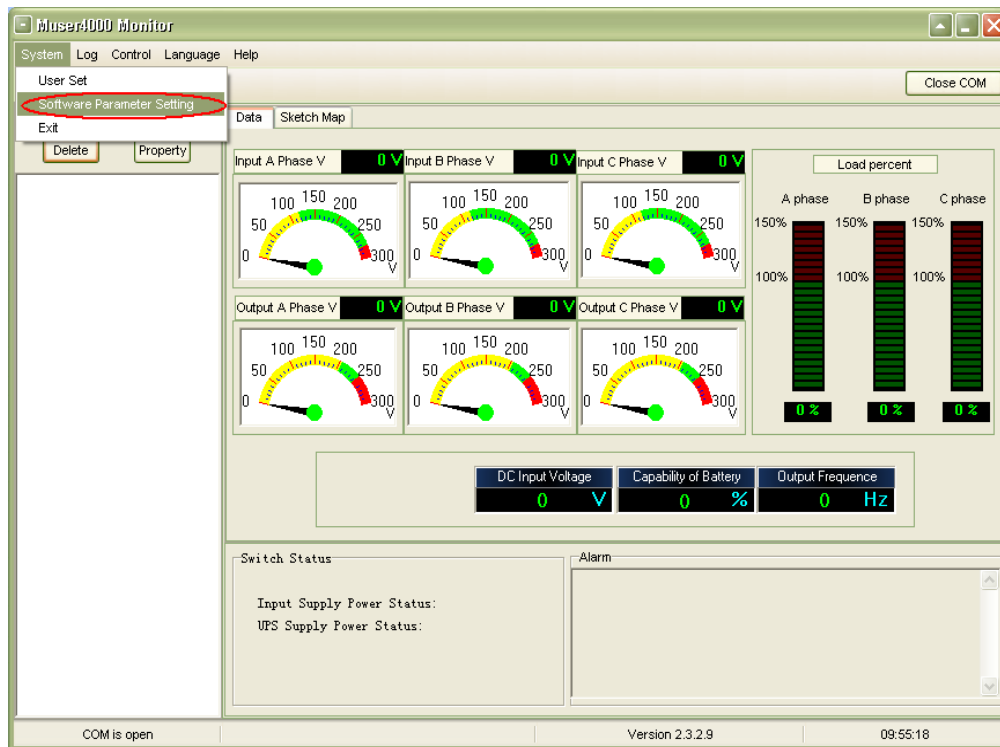 Muser4000 Monitor
System Log Control Language Help
User Set
Software Parameter Setting
Exit
Close COM
Delete Property
Data Sketch Map
Input A Phase V 0 V Input B Phase V 0 V Input C Phase V 0 V
0 50 100 150 200 250 300 V
0 50 100 150 200 250 300 V
0 50 100 150 200 250 300 V
Output A Phase V 0 V Output B Phase V 0 V Output C Phase V 0 V
0 50 100 150 200 250 300 V
0 50 100 150 200 250 300 V
0 50 100 150 200 250 300 V
Load percent
A phase B phase C phase
150% 150% 150%
100% 100% 100%
0 % 0 % 0 %
DC Input Voltage Capability of Battery Output Frequence
0 V 0 % 0 Hz
Switch Status
Input Supply Power Status:
UPS Supply Power Status:
Alarm
COM is open Version 2.3.2.9 09:55:18